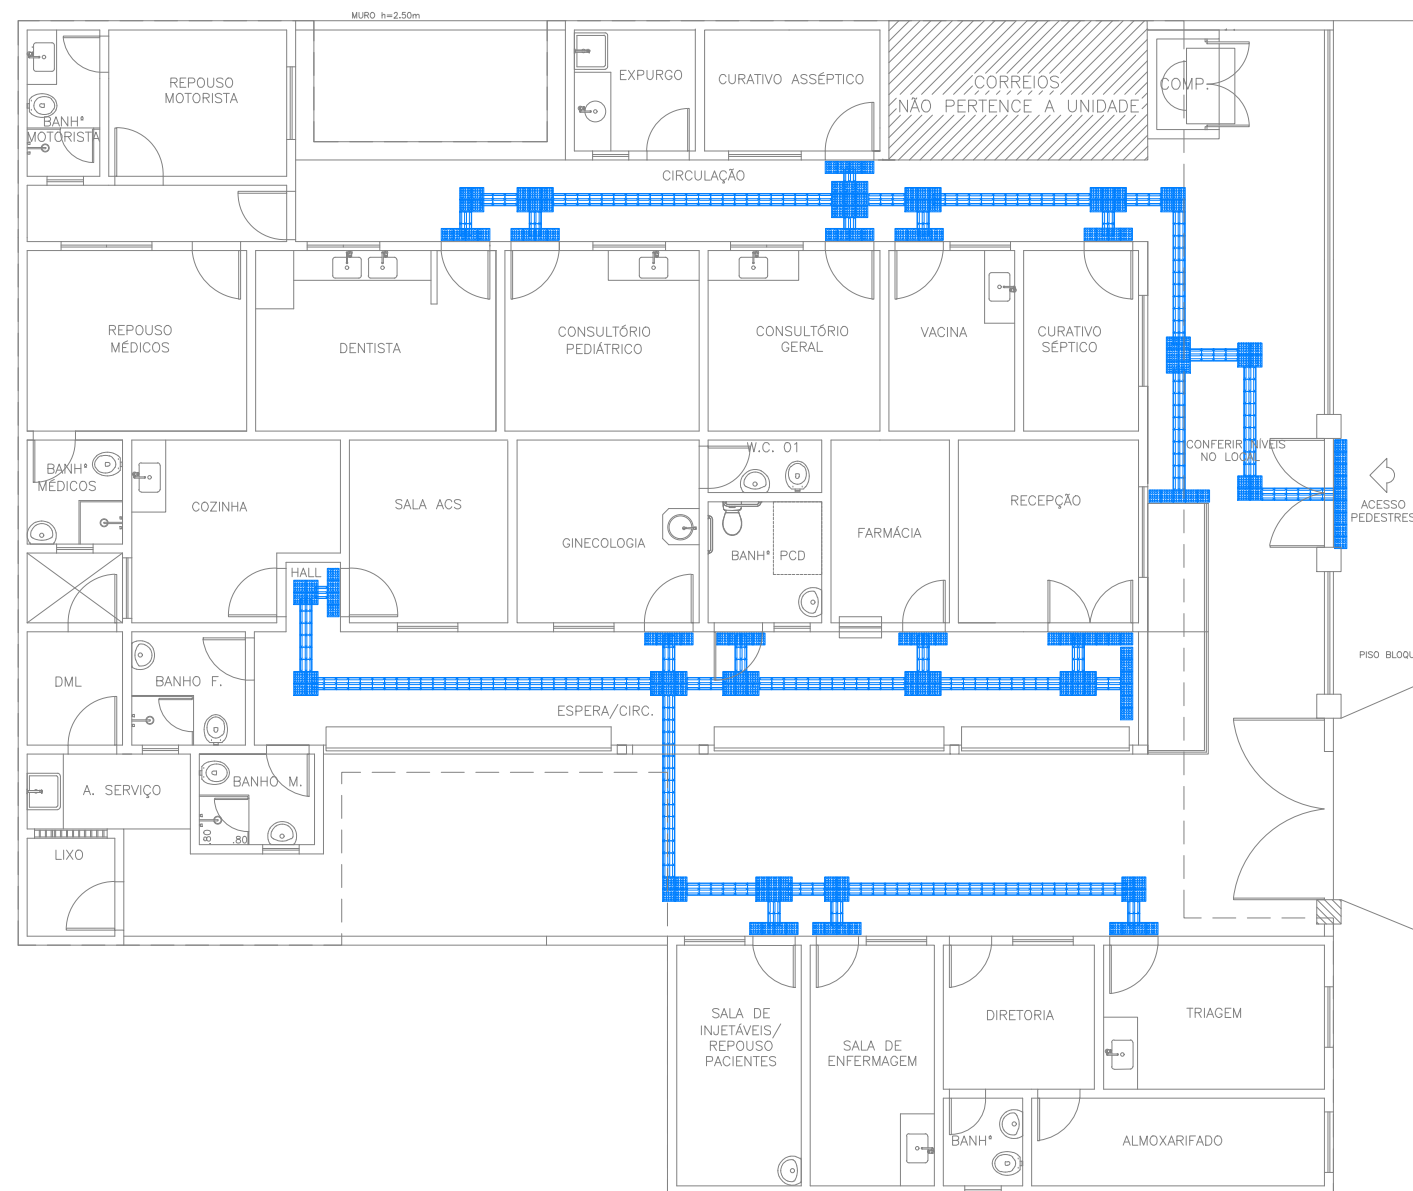 MURO h=2.50m
REPOUSO
MOTORISTA
BANHº
MOTORISTA
EXPURGO
CURATIVO ASSÉPTICO
CORREIOS
NÃO PERTENCE A UNIDADE
COMP.
CIRCULAÇÃO
REPOUSO
MÉDICOS
DENTISTA
CONSULTÓRIO
PEDIÁTRICO
CONSULTÓRIO
GERAL
VACINA
CURATIVO
SÉPTICO
BANHº
MÉDICOS
COZINHA
SALA ACS
GINECOLOGIA
W.C. 01
BANHº PCD
FARMÁCIA
RECEPÇÃO
CONFERIR NÍVEIS
NO LOCAL
ACESSO
PEDESTRES
HALL
DML
BANHO F.
ESPERA/CIRC.
PISO BLOQU
A. SERVIÇO
BANHO M.
.80
.80
LIXO
SALA DE
INJETÁVEIS/
REPOUSO
PACIENTES
SALA DE
ENFERMAGEM
DIRETORIA
TRIAGEM
BANHº
ALMOXARIFADO